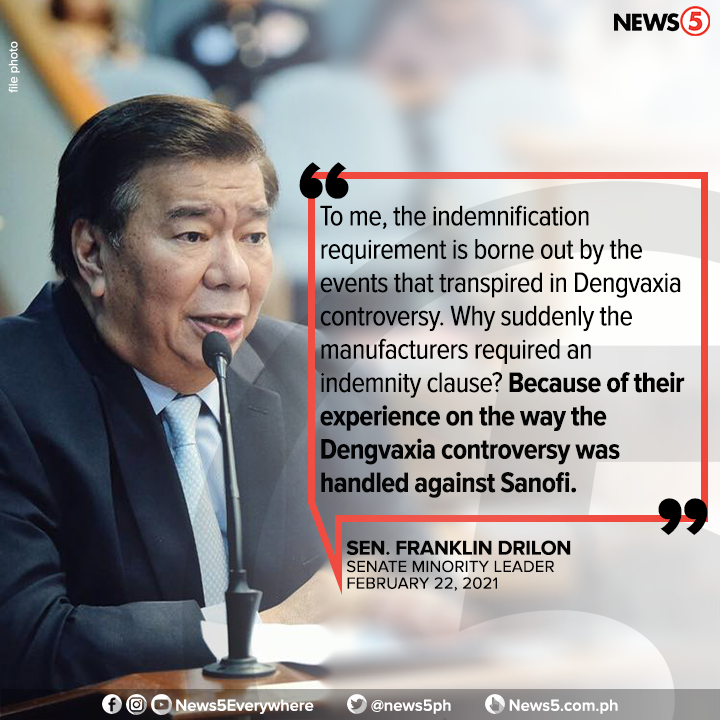 NEWS5
file photo
“
To me, the indemnification
requirement is borne out by the
events that transpired in Dengvaxia
controversy. Why suddenly the
manufacturers required an
indemnity clause? Because of their
experience on the way the
Dengvaxia controversy was
handled against Sanofi.
”
SEN. FRANKLIN DRILON
SENATE MINORITY LEADER
FEBRUARY 22, 2021
News5Everywhere @news5ph News5.com.ph